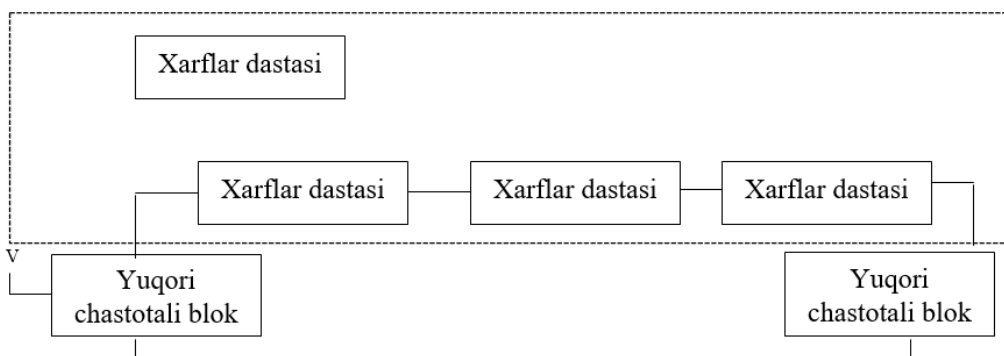 Xarflar dastasi
Xarflar dastasi
Xarflar dastasi
Xarflar dastasi
V
Yuqori
chastotali blok
Yuqori
chastotali blok